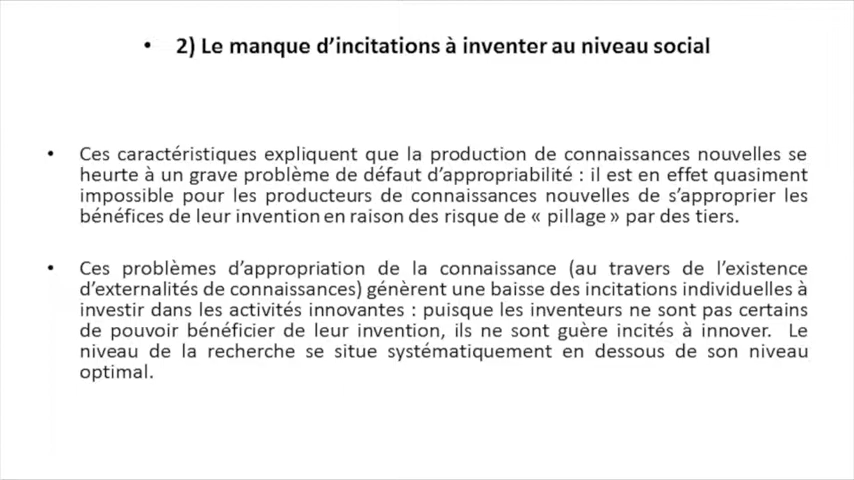 • 2) Le manque d'incitations à inventer au niveau social
• Ces caractéristiques expliquent que la production de connaissances nouvelles se
heurte à un grave problème de défaut d'appropriabilité : il est en effet quasiment
impossible pour les producteurs de connaissances nouvelles de s'approprier les
bénéfices de leur invention en raison des risque de « pillage » par des tiers.
• Ces problèmes d'appropriation de la connaissance (au travers de l'existence
d'externalités de connaissances) génèrent une baisse des incitations individuelles à
investir dans les activités innovantes : puisque les inventeurs ne sont pas certains
de pouvoir bénéficier de leur invention, ils ne sont guère incités à innover. Le
niveau de la recherche se situe systématiquement en dessous de son niveau
optimal.